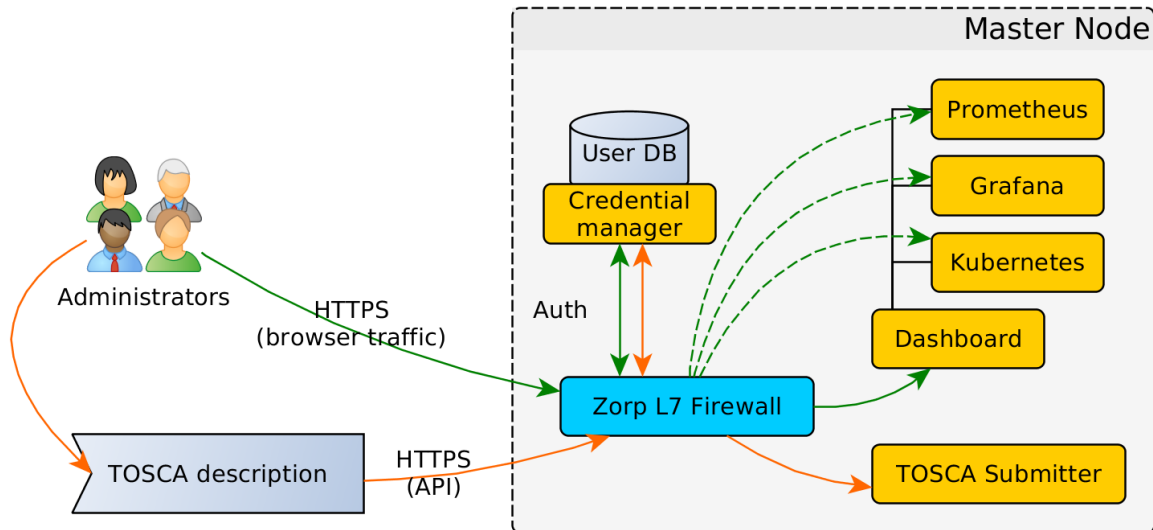 Master Node
Prometheus
User DB
Grafana
Credential
manager
Kubernetes
Administrators
HTTPS
(browser traffic)
Auth
Dashboard
Zorp L7 Firewall
TOSCA description
HTTPS
(API)
TOSCA Submitter